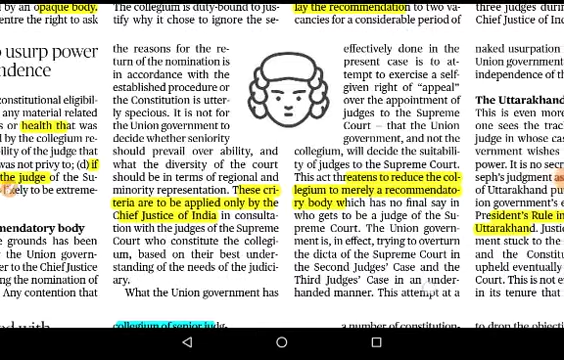 d by an opaque body.
entre the right to ask
o usurp power
ndence
constitutional eligibil-
any material related
s or health that was
d by the collegium re-
bility of the judge that
was not privy to; (d) if
the judge of the Su-
ely to be extreme-
mendatory body
e grounds has been
y the Union govern-
er to the Chief Justice
ing the nomination of
Any contention that
The collegium is duty-bound to jus-
tify why it chose to ignore the se-
the reasons for the re-
turn of the nomination is
in accordance with the
established procedure or
the Constitution is utter-
ly specious. It is not for
the Union government to
decide whether seniority
should prevail over ability, and
what the diversity of the court
should be in terms of regional and
minority representation. These cri-
teria are to be applied only by the
Chief Justice of India in consulta-
tion with the judges of the Supreme
Court who constitute the collegi-
um, based on their best under-
standing of the needs of the judici-
ary.
What the Union government has
collegium of senior judg-
lay the recommendation to two va-
cancies for a considerable period of
effectively done in the
present case is to at-
tempt to exercise a self-
given right of “appeal”
over the appointment of
judges to the Supreme
Court – that the Union
government, and not the
collegium, will decide the suitabili-
ty of judges to the Supreme Court.
This act threatens to reduce the col-
legium to merely a recommendato-
ry body which has no final say in
who gets to be a judge of the Su-
preme Court. The Union govern-
ment is, in effect, trying to overturn
the dicta of the Supreme Court in
the Second Judges’ Case and the
Third Judges’ Case in an under-
handed manner. This attempt at a
a number of constitution-
three judges duri
Chief Justice of Ind
naked usurpation
Union government
independence of th
The Uttarakhand
This is even more
one sees the track
judge in whose cas
vernment wishes
power. It is no secr
seph’s judgment as
of Uttarakhand pu
vernment’s decisi
President’s Rule in
Uttarakhand. Justic
ment stuck to the
and the Constitu
upheld eventually
Court. This is not e
in its tenure that
to drop the objectio